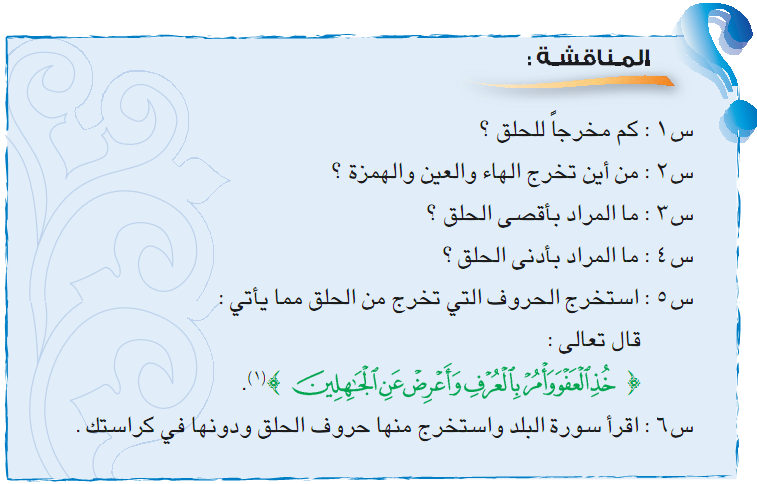 المناقشة :
س١ : كم مخرجاً للحلق ؟
س٢ : من أين تخرج الهاء والعين والهمزة ؟
س٣ : ما المراد بأقصى الحلق ؟
س٤ : ما المراد بأدنى الحلق ؟
س٥ : استخرج الحروف التي تخرج من الحلق مما يأتي :
قال تعالى :
﴿ خُذِ الْعَفْوَ وَأْمُرْ بِالْعُرْفِ وَأَعْرِضْ عَنِ الْجَٰهِلِينَ ﴾(١).
س٦ : اقرأ سورة البلد واستخرج منها حروف الحلق ودونها في كراستك .